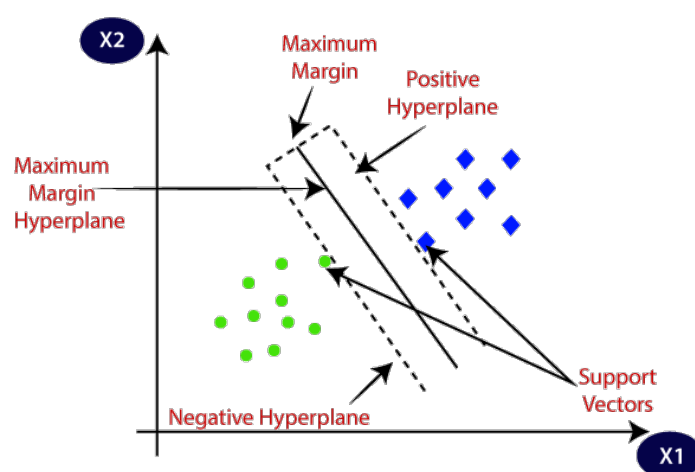 X2
Maximum
Margin
Positive
Hyperplane
Maximum
Margin
Hyperplane
Support
Vectors
Negative Hyperplane
X1